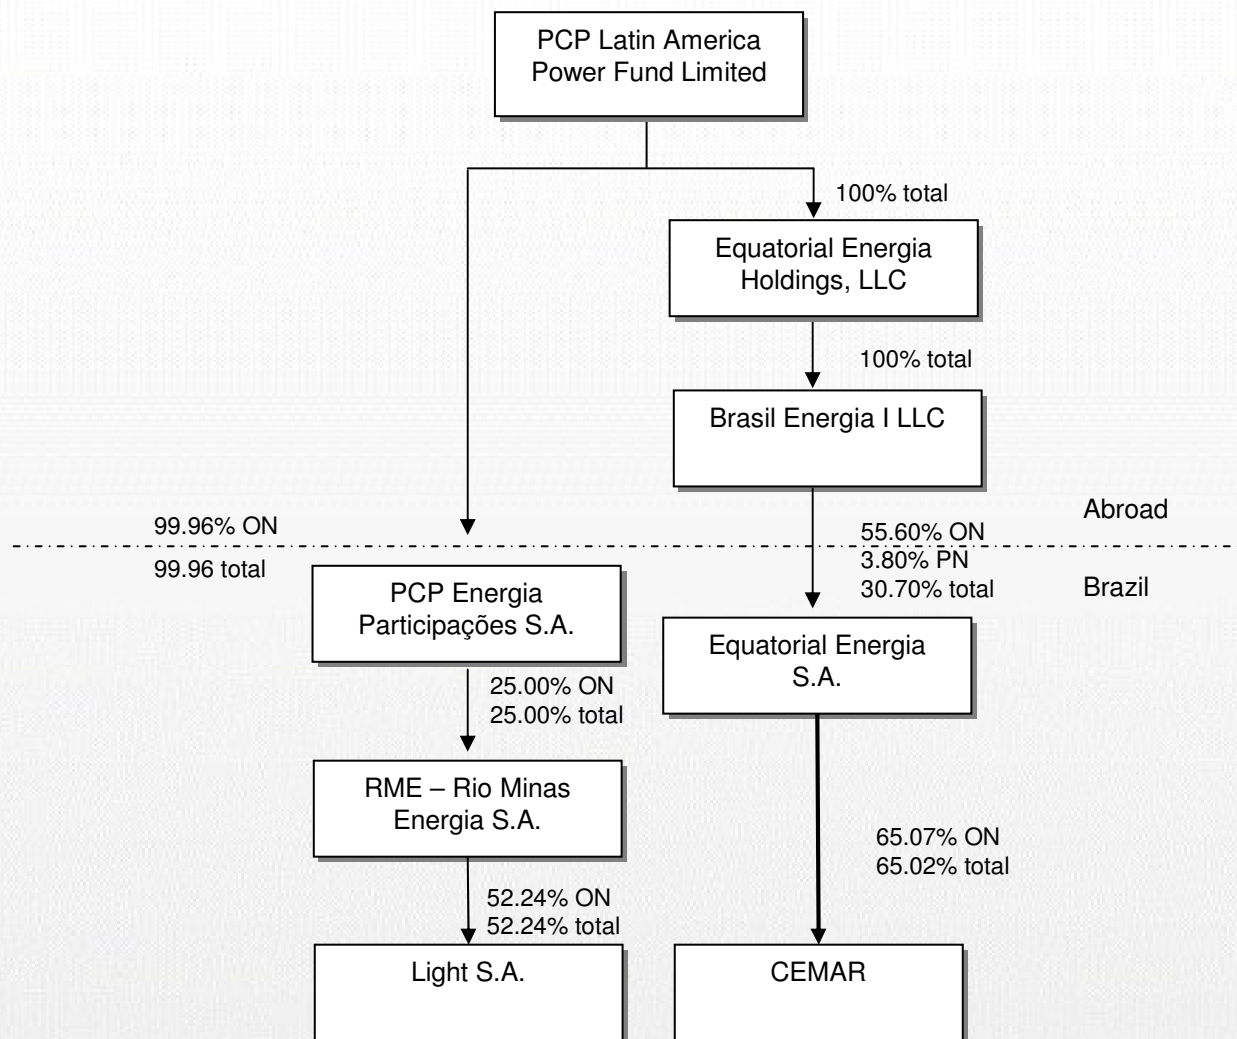 PCP Latin America
Power Fund Limited
100% total
Equatorial Energia
Holdings, LLC
100% total
Brasil Energia I LLC
Abroad
99.96% ON
55.60% ON
99.96 total
3.80% PN
30.70% total
Brazil
PCP Energia
Participações S.A.
Equatorial Energia
S.A.
25.00% ON
25.00% total
RME – Rio Minas
Energia S.A.
65.07% ON
65.02% total
52.24% ON
52.24% total
Light S.A.
CEMAR